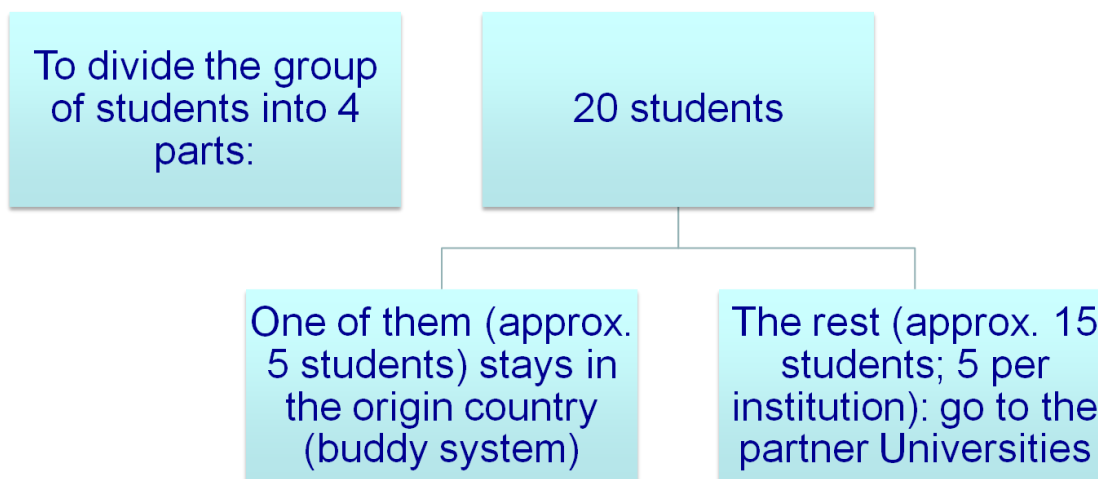 To divide the group
of students into 4
parts:
20 students
One of them (approx.
5 students) stays in
the origin country
(buddy system)
The rest (approx. 15
students; 5 per
institution): go to the
partner Universities